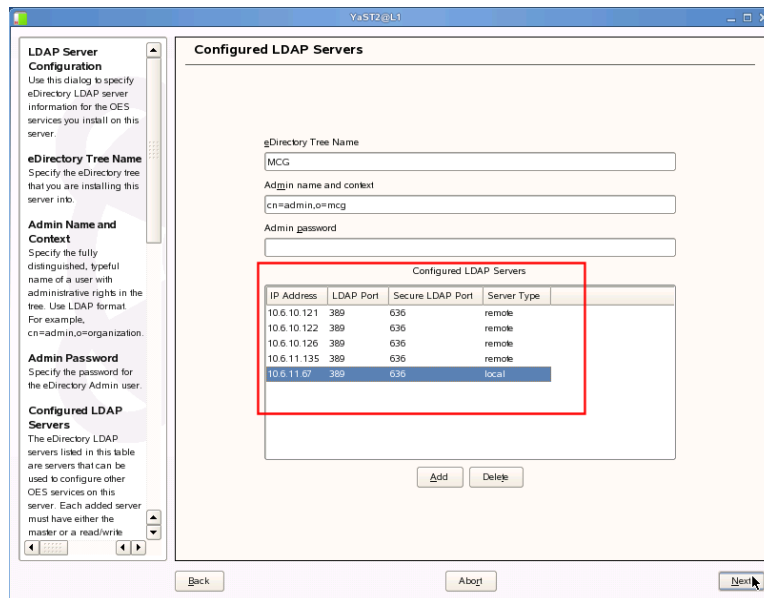 YaST2@L1
LDAP Server
Configuration
Use this dialog to specify
eDirectory LDAP server
information for the OES
services you install on this
server.
eDirectory Tree Name
Specify the eDirectory tree
that you are installing this
server into.
Admin Name and
Context
Specify the fully
distinguished, typeful
name of a user with
administrative rights in the
tree. Use LDAP format.
For example,
cn=admin,o=organization.
Admin Password
Specify the password for
the eDirectory Admin user.
Configured LDAP
Servers
The eDirectory LDAP
servers listed in this table
are servers that can be
used to configure other
OES services on this
server. Each added server
must have either the
master or a read/write
Configured LDAP Servers
eDirectory Tree Name
MCG
Admin name and context
cn=admin,o=mcg
Admin password
Configured LDAP Servers
IP Address LDAP Port Secure LDAP Port Server Type
10.6.10.121 389 636 remote
10.6.10.122 389 636 remote
10.6.10.126 389 636 remote
10.6.11.135 389 636 remote
10.6.11.67 389 636 local
Add Delete
Back Abort Next